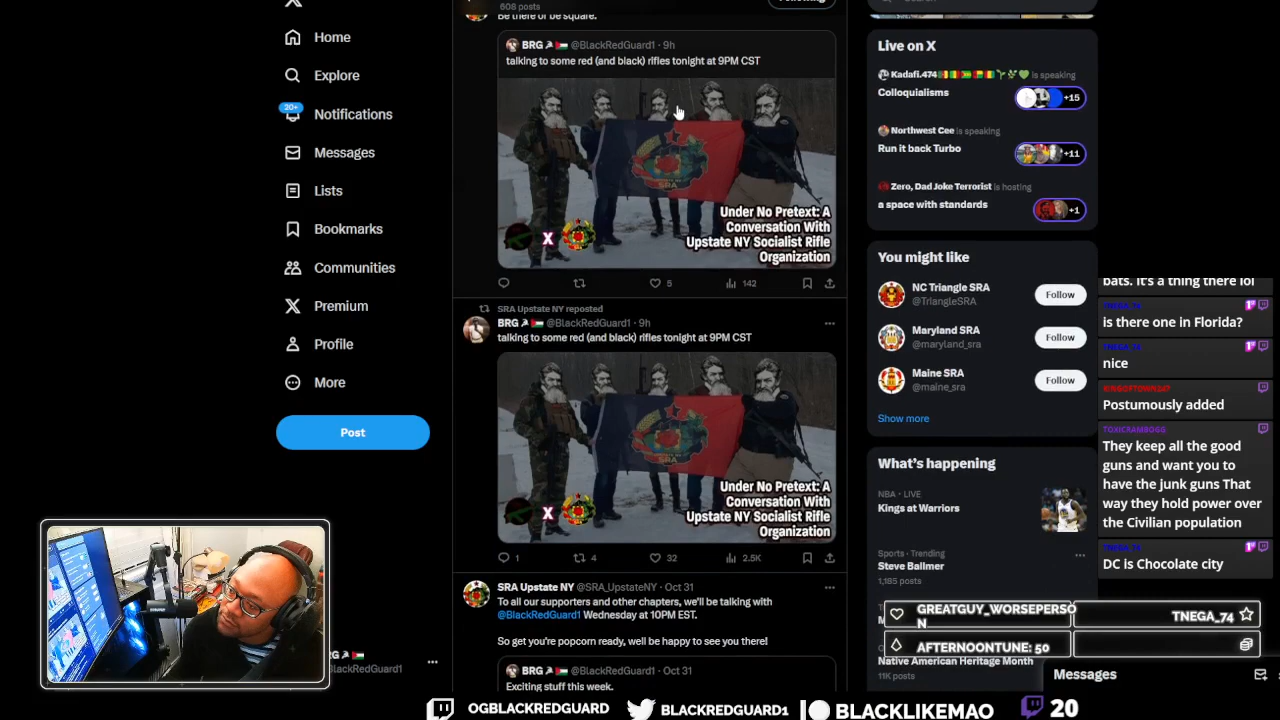 Home
Explore
20+
Notifications
Messages
Lists
Bookmarks
Communities
Premium
Profile
More
Post
@BlackRedGuard1
608 posts
Following
Be there or be square.
BRG @BlackRedGuard1 · 9h
talking to some red (and black) rifles tonight at 9PM CST
SRA
Under No Pretext: A
Conversation With
Upstate NY Socialist Rifle
Organization
X
5
142
SRA Upstate NY reposted
BRG @BlackRedGuard1 · 9h
talking to some red (and black) rifles tonight at 9PM CST
SRA
Under No Pretext: A
Conversation With
Upstate NY Socialist Rifle
Organization
X
1
4
32
2.5K
SRA Upstate NY @SRA_UpstateNY · Oct 31
To all our supporters and other chapters, we'll be talking with
@BlackRedGuard1 Wednesday at 10PM EST.
So get you're popcorn ready, well be happy to see you there!
BRG @BlackRedGuard1 · Oct 31
Exciting stuff this week.
Live on X
Kadafi.474 is speaking
Colloquialisms
+15
Northwest Cee is speaking
Run it back Turbo
+11
Zero, Dad Joke Terrorist is hosting
a space with standards
+1
You might like
NC Triangle SRA
@TriangleSRA
Follow
Maryland SRA
@maryland_sra
Follow
Maine SRA
@maine_sra
Follow
Show more
What's happening
NBA · LIVE
Kings at Warriors
Sports · Trending
Steve Ballmer
1,185 posts
Native American Heritage Month
11K posts
Messages
bats. It's a thing there lol
TNEGA_74
is there one in Florida?
TNEGA_74
nice
Postumously added
TOXICRAMBOGG
They keep all the good
guns and want you to
have the junk guns That
way they hold power over
the Civilian population
TNEGA_74
DC is Chocolate city
GREATGUY_WORSEPERSO
N
TNEGA_74
AFTERNOONTUNE: 50
OGBLACKREDGUARD
BLACKREDGUARD1
BLACKLIKEMAO
20